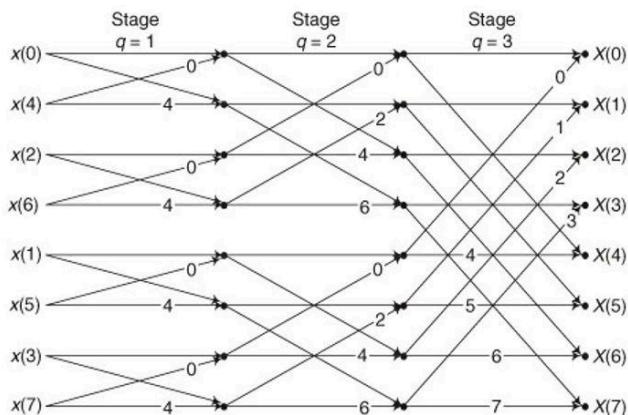 Stage Stage Stage
q = 1 q = 2 q = 3
x(0) X(0)
0 0 0
x(4) 4 2 1 X(1)
x(2) 0 4 2 X(2)
x(6) 4 6 3 X(3)
x(1) 0 0 4 X(4)
x(5) 4 2 5 X(5)
x(3) 0 4 6 X(6)
x(7) 4 6 7 X(7)